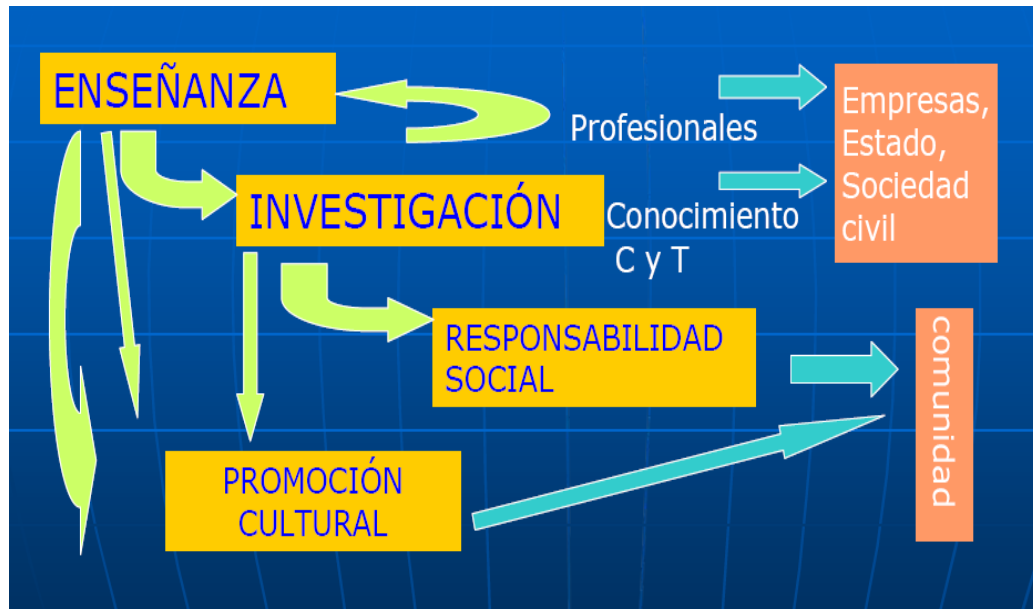 ENSEÑANZA
Profesionales
Empresas,
Estado,
Sociedad
civil
INVESTIGACIÓN
Conocimiento
C y T
RESPONSABILIDAD
SOCIAL
comunidad
PROMOCIÓN
CULTURAL